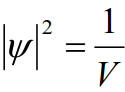 |ψ|² = 1/V